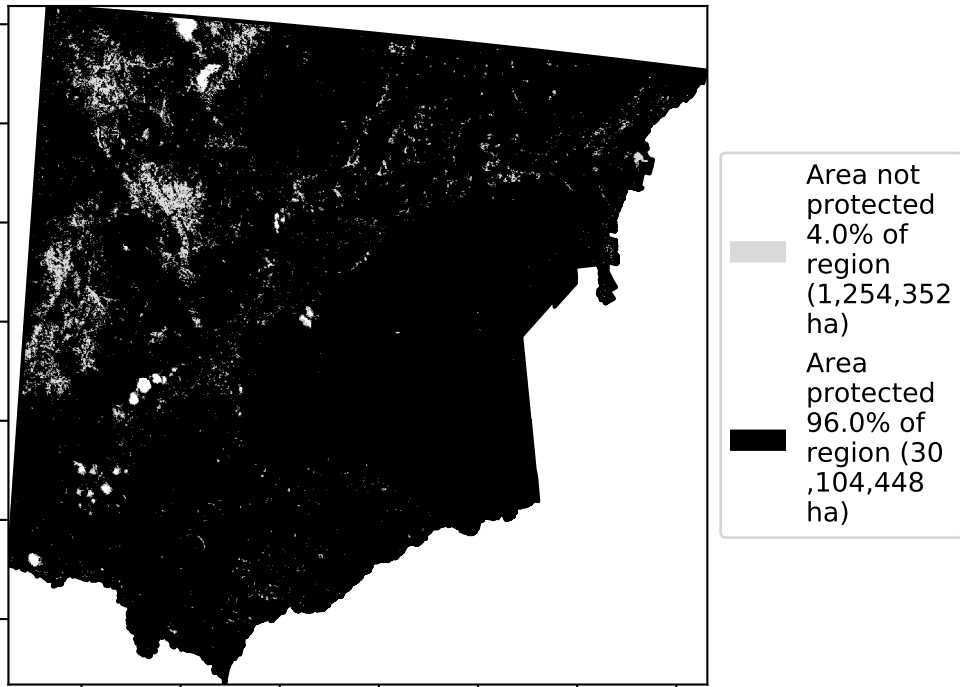 Area not
protected
4.0% of
region
(1,254,352
ha)
Area
protected
96.0% of
region (30
,104,448
ha)